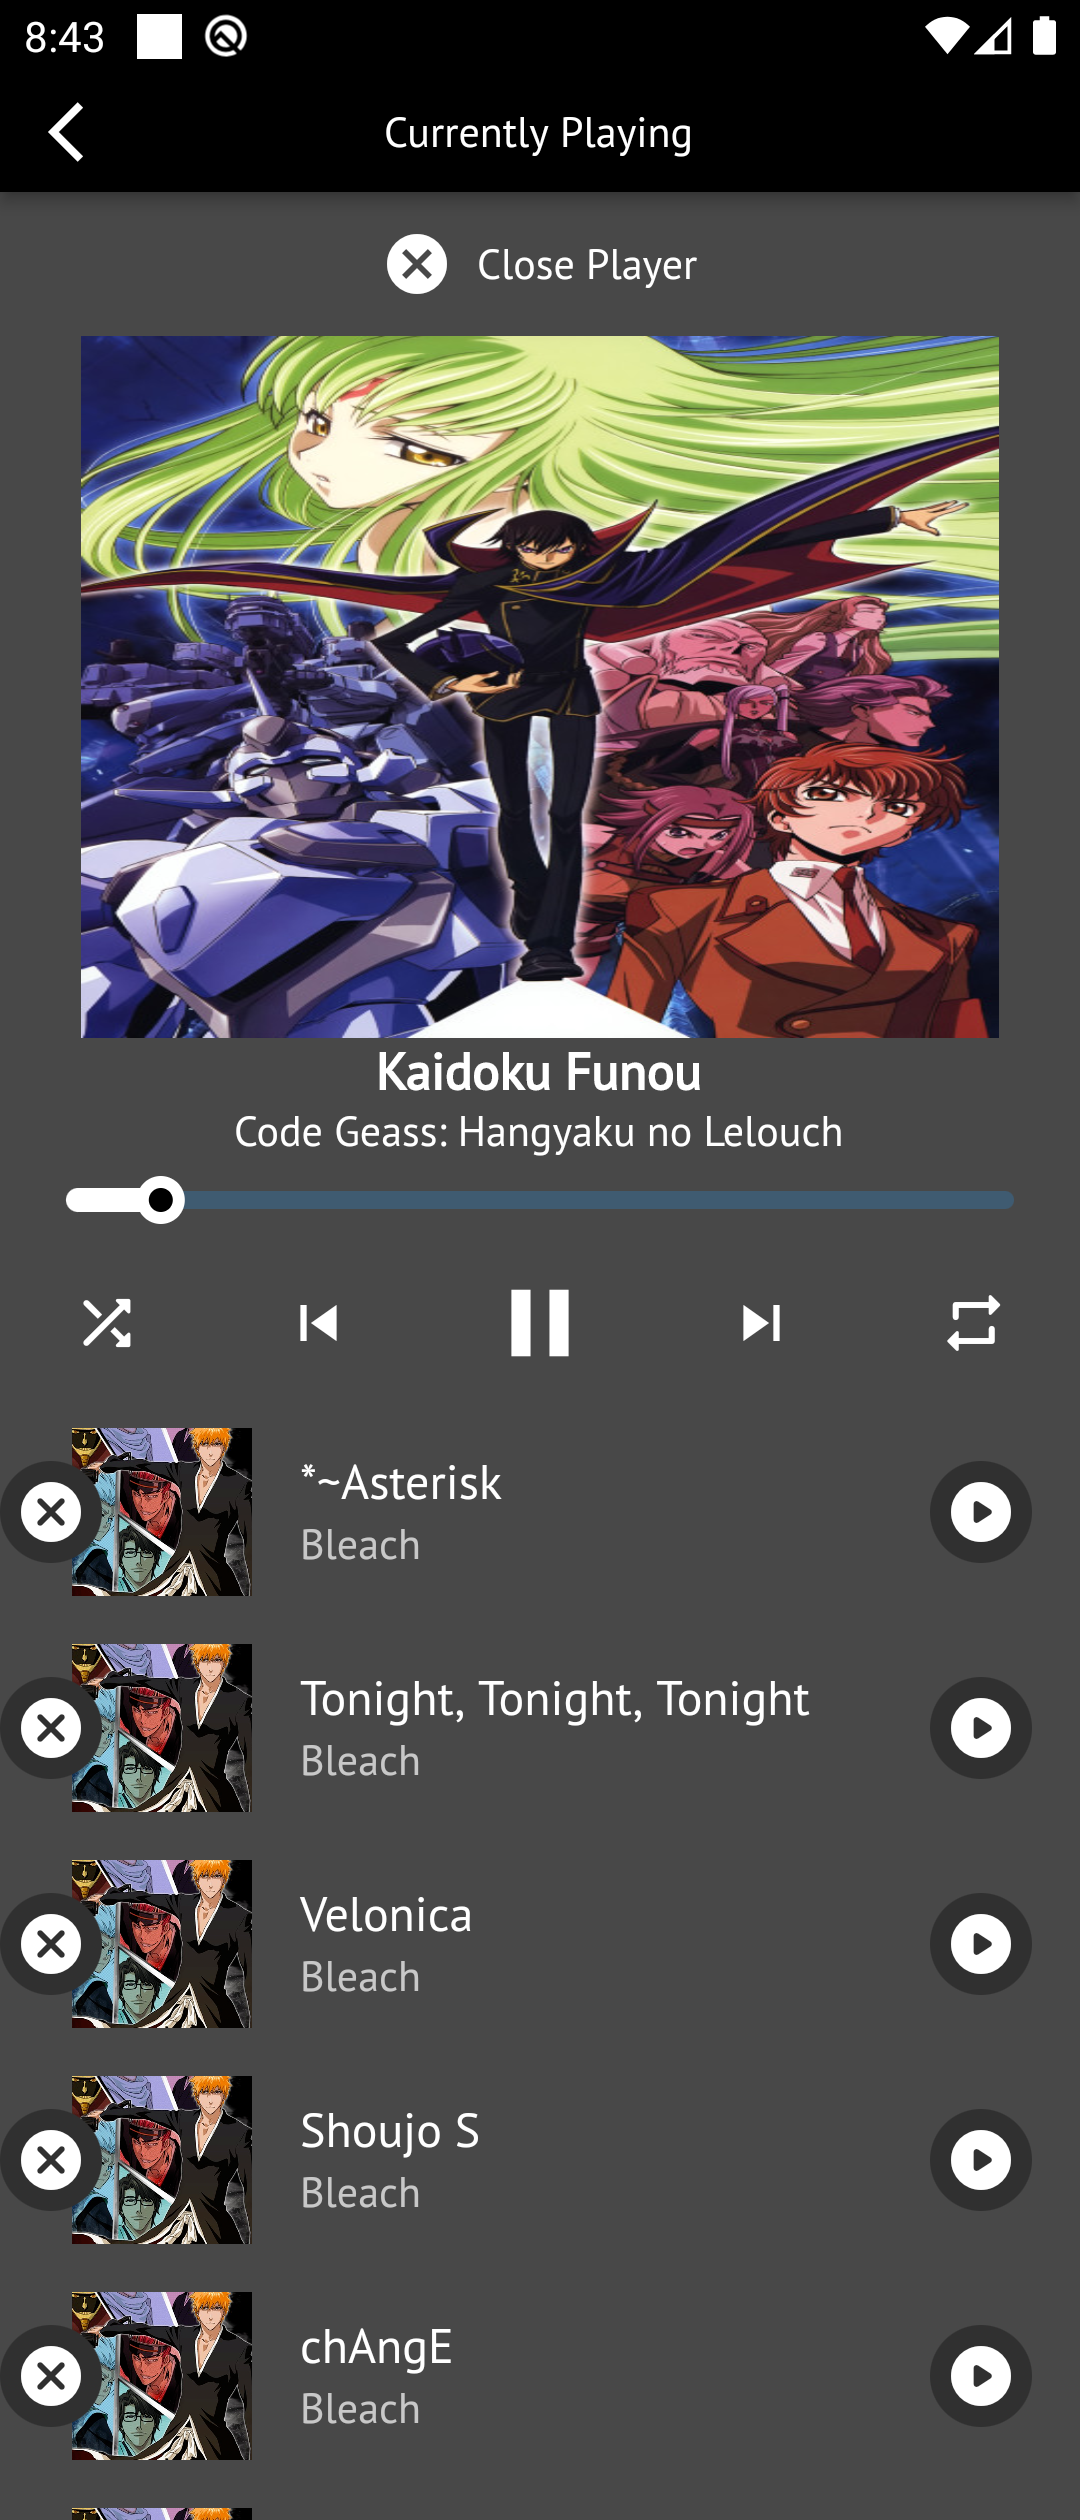 8:43
Currently Playing
Close Player
Kaidoku Funou
Code Geass: Hangyaku no Lelouch
*~Asterisk
Bleach
Tonight, Tonight, Tonight
Bleach
Velonica
Bleach
Shoujo S
Bleach
chAngE
Bleach